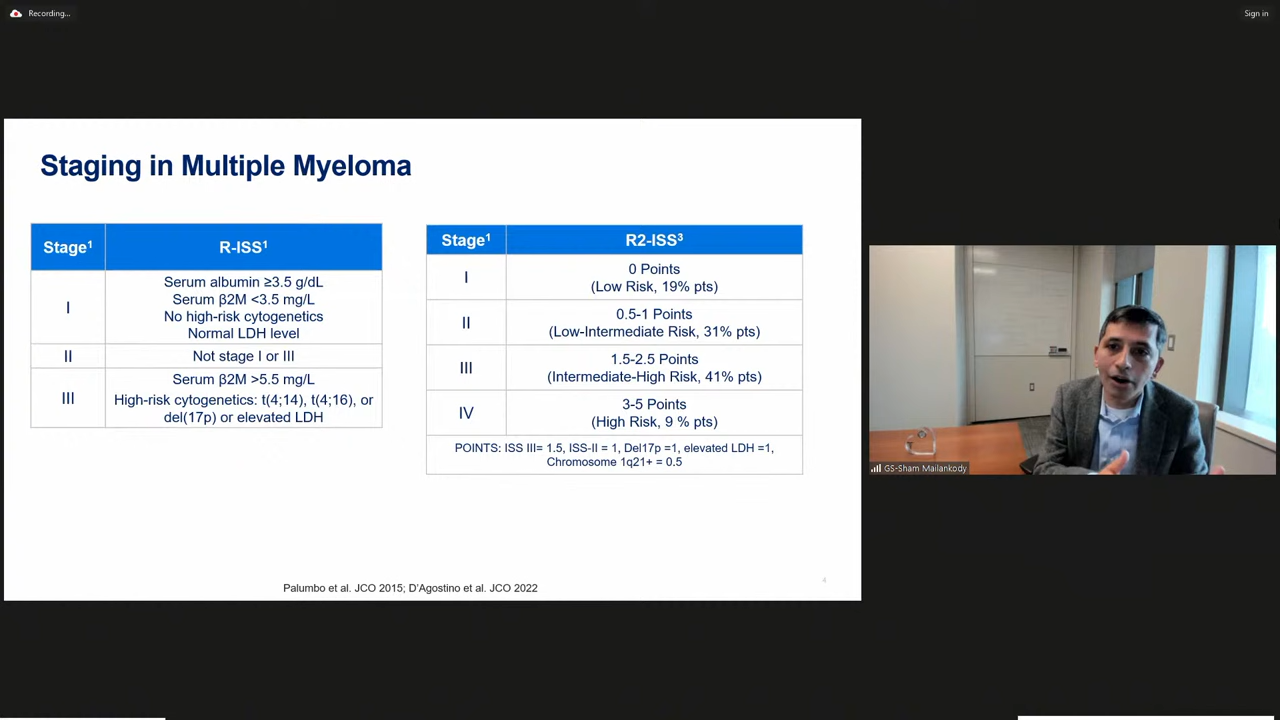 Recording...
Sign in
Staging in Multiple Myeloma
Stage¹ R-ISS¹
I
Serum albumin ≥3.5 g/dL
Serum β2M <3.5 mg/L
No high-risk cytogenetics
Normal LDH level
II Not stage I or III
III
Serum β2M >5.5 mg/L
High-risk cytogenetics: t(4;14), t(4;16), or
del(17p) or elevated LDH
Stage¹ R2-ISS³
I
0 Points
(Low Risk, 19% pts)
II
0.5-1 Points
(Low-Intermediate Risk, 31% pts)
III
1.5-2.5 Points
(Intermediate-High Risk, 41% pts)
IV
3-5 Points
(High Risk, 9 % pts)
POINTS: ISS III= 1.5, ISS-II = 1, Del17p =1, elevated LDH =1,
Chromosome 1q21+ = 0.5
Palumbo et al. JCO 2015; D'Agostino et al. JCO 2022
4
GS-Sham Mailankody